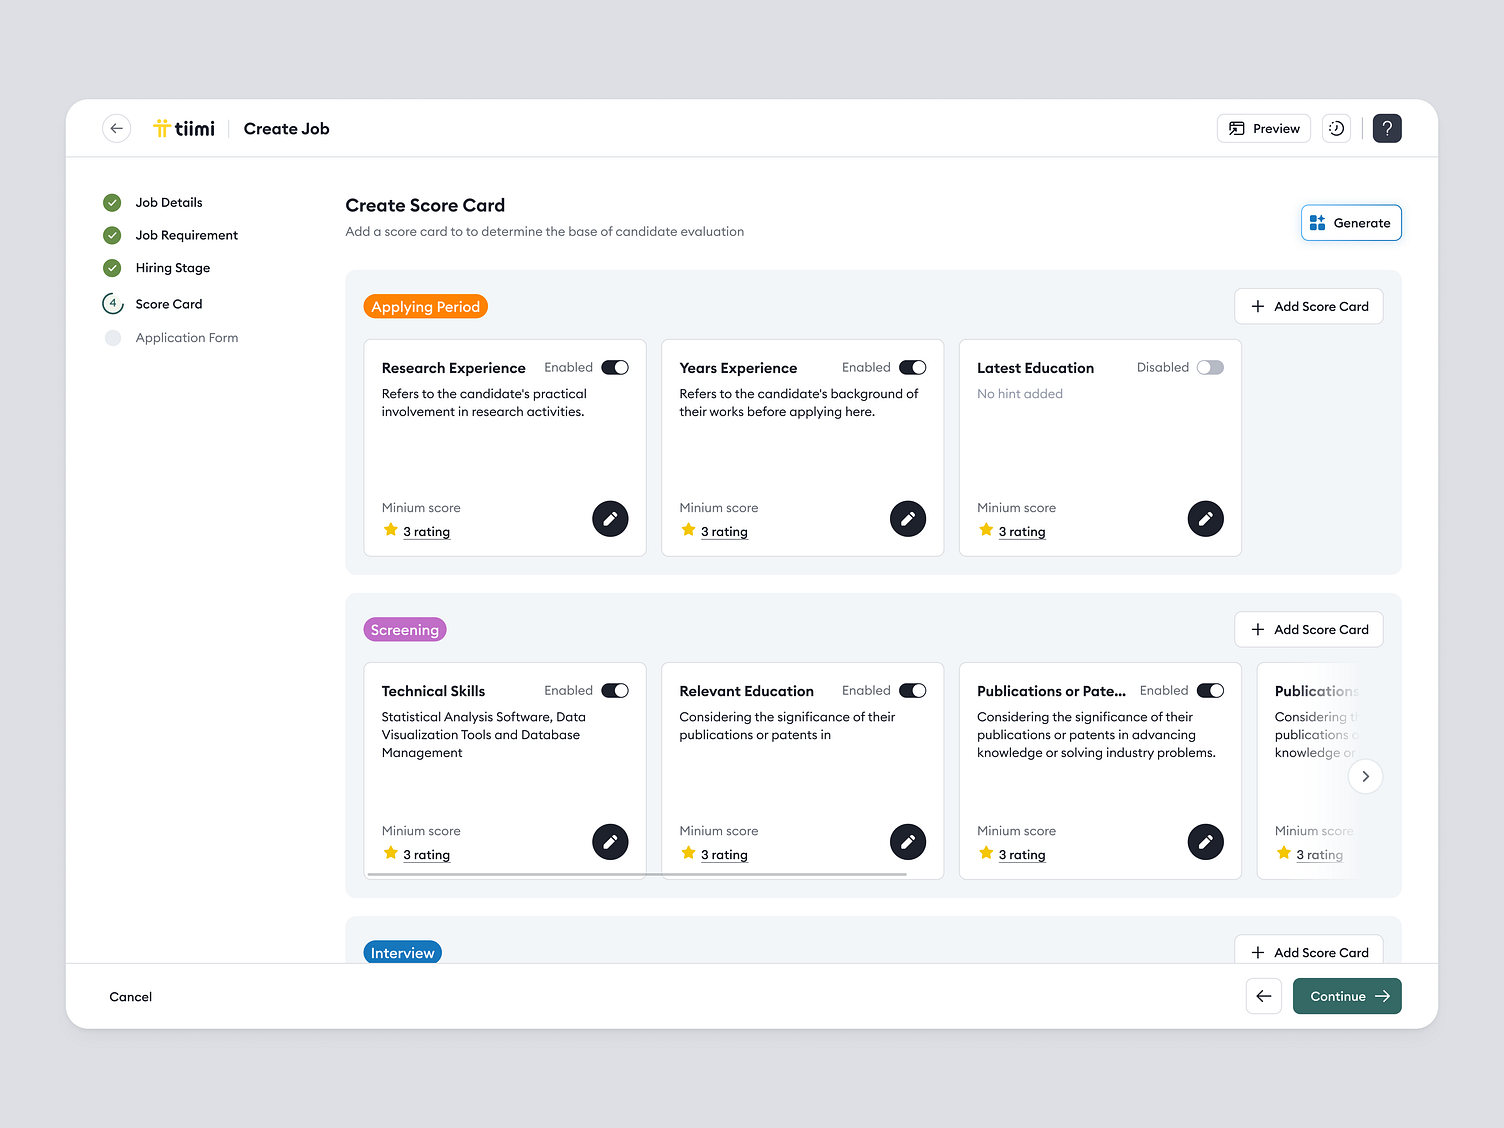 tiimi
Create Job
Preview
?
Job Details
Job Requirement
Hiring Stage
4
Score Card
Application Form
Create Score Card
Add a score card to to determine the base of candidate evaluation
Generate
Applying Period
Add Score Card
Research Experience
Enabled
Refers to the candidate's practical
involvement in research activities.
Minium score
3 rating
Years Experience
Enabled
Refers to the candidate's background of
their works before applying here.
Minium score
3 rating
Latest Education
Disabled
No hint added
Minium score
3 rating
Screening
Add Score Card
Technical Skills
Enabled
Statistical Analysis Software, Data
Visualization Tools and Database
Management
Minium score
3 rating
Relevant Education
Enabled
Considering the significance of their
publications or patents in
Minium score
3 rating
Publications or Pate...
Enabled
Considering the significance of their
publications or patents in advancing
knowledge or solving industry problems.
Minium score
3 rating
Publications
Considering
publications
knowledge or
Minium score
3 rating
Interview
Add Score Card
Cancel
Continue